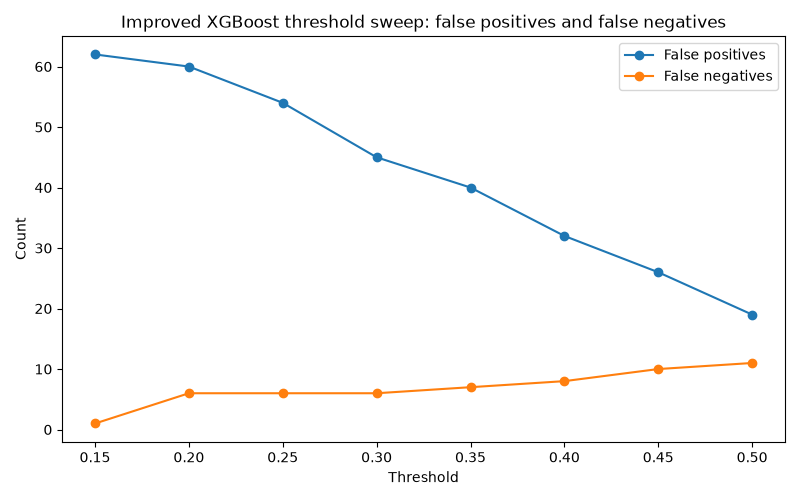 Improved XGBoost threshold sweep: false positives and false negatives
False positives
False negatives
Count
60
50
40
30
20
10
0
0.15 0.20 0.25 0.30 0.35 0.40 0.45 0.50
Threshold